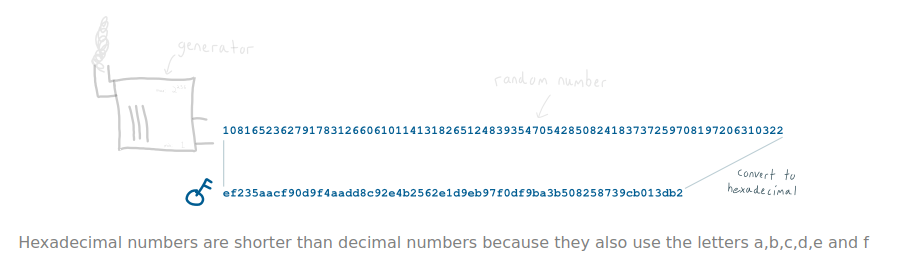 generator
random number
108165236279178312660610114131826512483935470542850824183737259708197206310322
convert to
hexadecimal
ef235aacf90d9f4aadd8c92e4b2562e1d9eb97f0df9ba3b508258739cb013db2
Hexadecimal numbers are shorter than decimal numbers because they also use the letters a,b,c,d,e and f